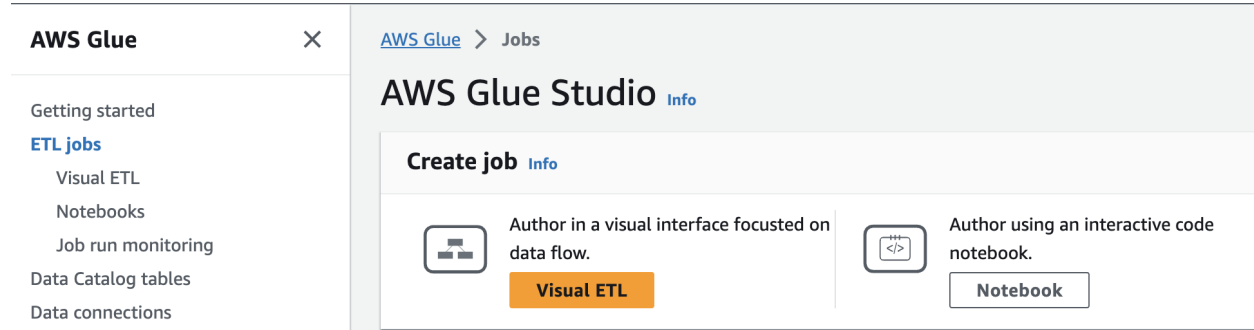 AWS Glue
Getting started
ETL jobs
Visual ETL
Notebooks
Job run monitoring
Data Catalog tables
Data connections
AWS Glue > Jobs
AWS Glue Studio Info
Create job Info
Author in a visual interface focusted on
data flow.
Visual ETL
</>
Author using an interactive code
notebook.
Notebook